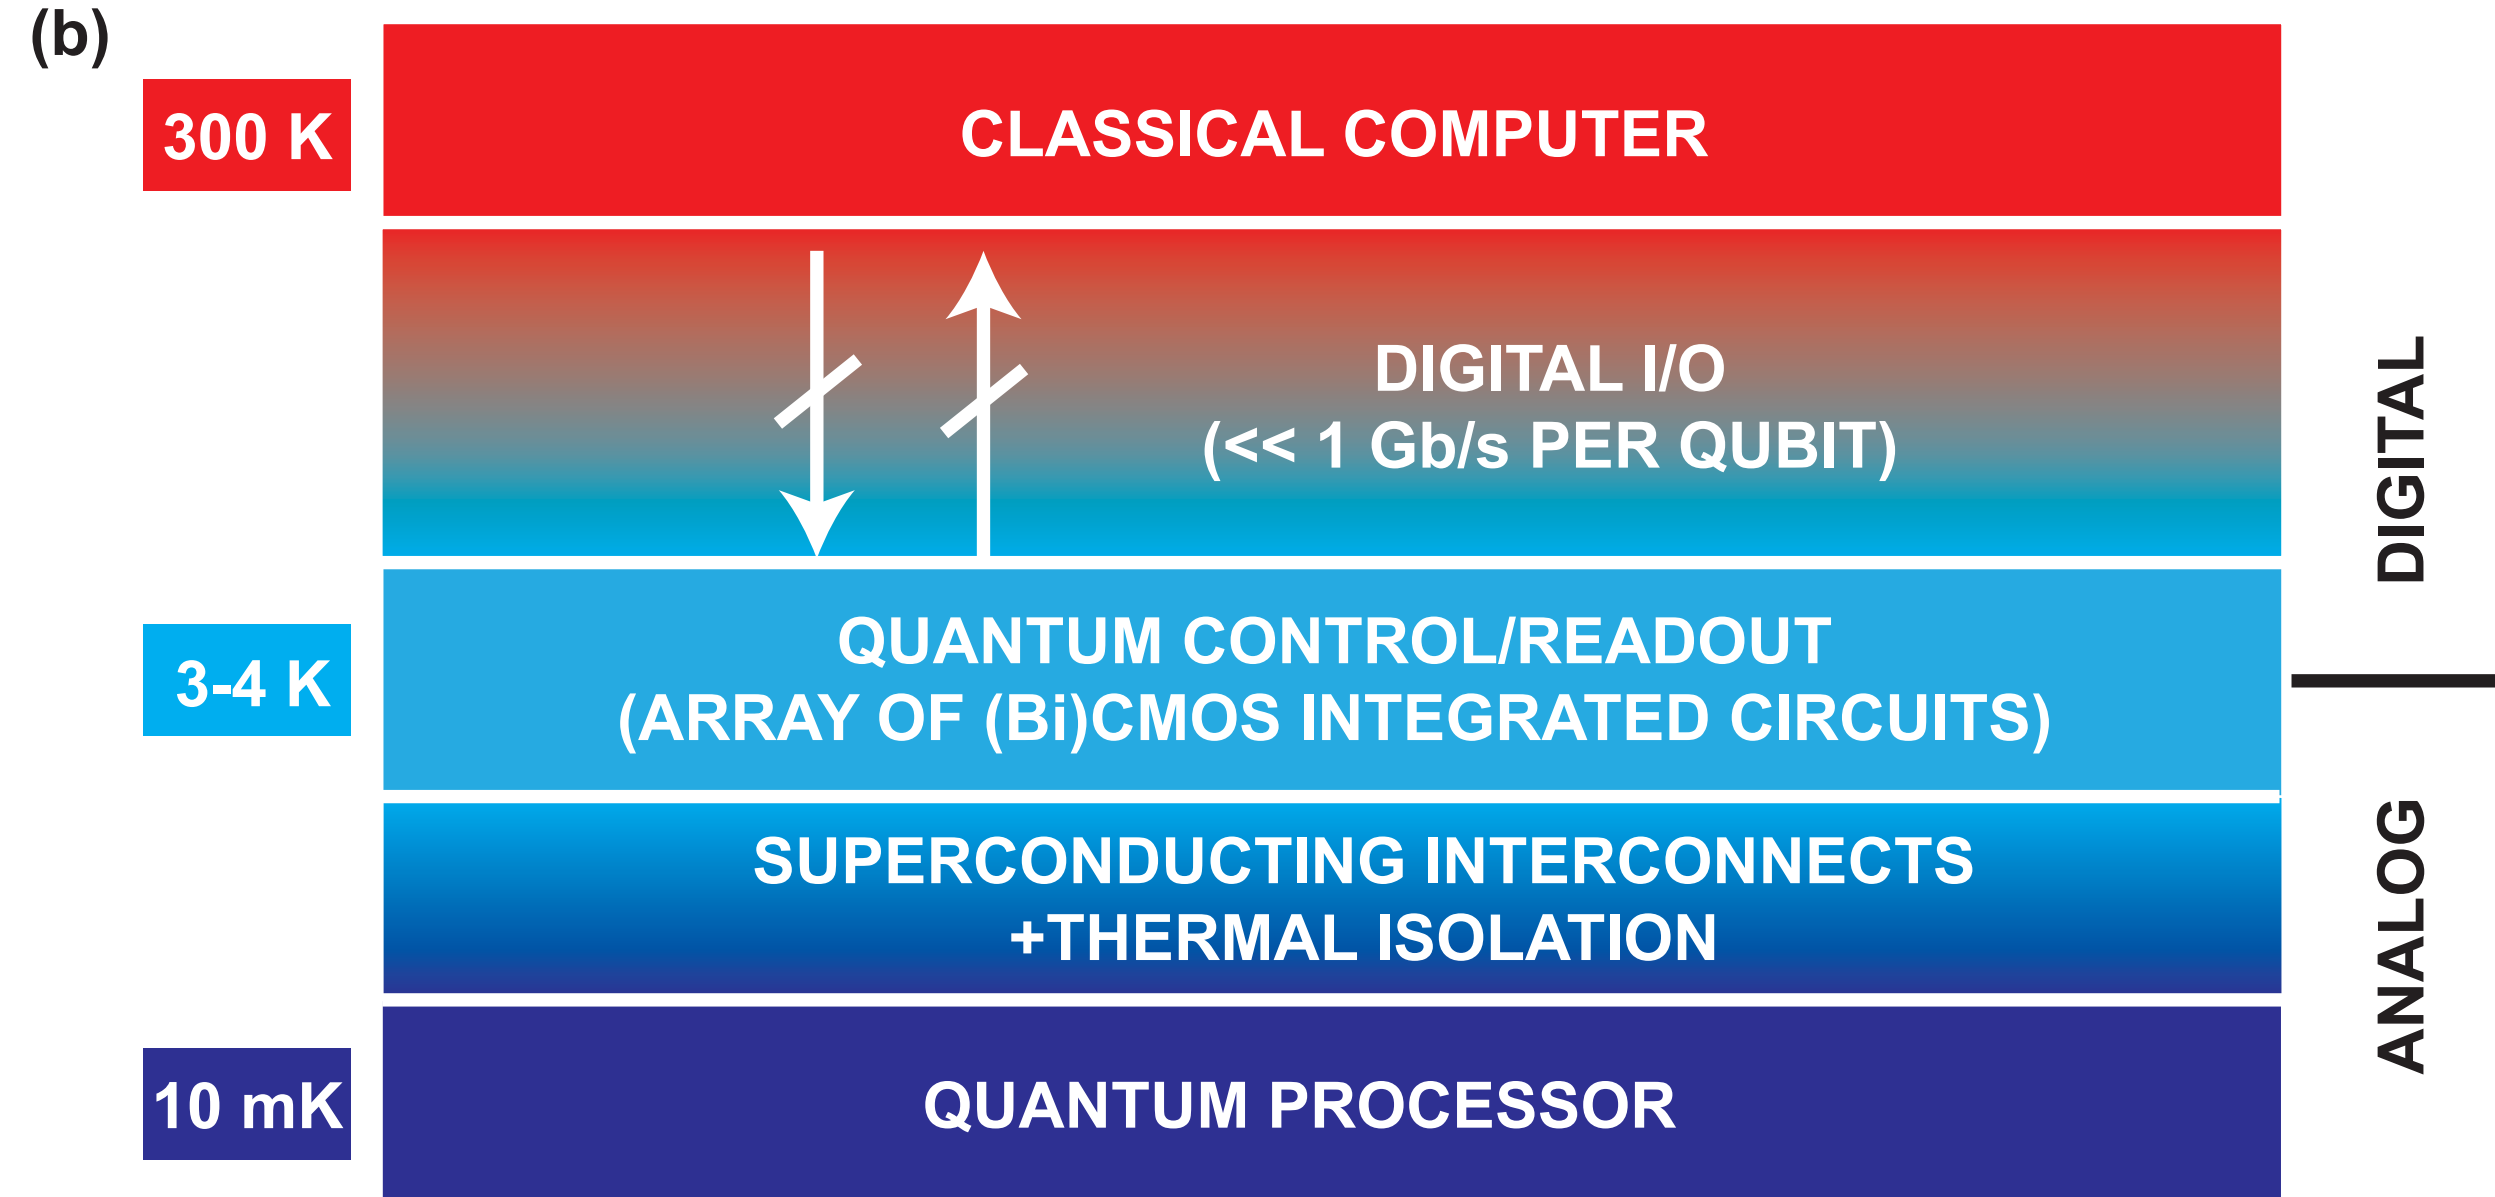 (b)
300 K
CLASSICAL COMPUTER
DIGITAL I/O
(<< 1 Gb/s PER QUBIT)
DIGITAL
3-4 K
QUANTUM CONTROL/READOUT
(ARRAY OF (Bi)CMOS INTEGRATED CIRCUITS)
SUPERCONDUCTING INTERCONNECTS
+THERMAL ISOLATION
ANALOG
10 mK
QUANTUM PROCESSOR